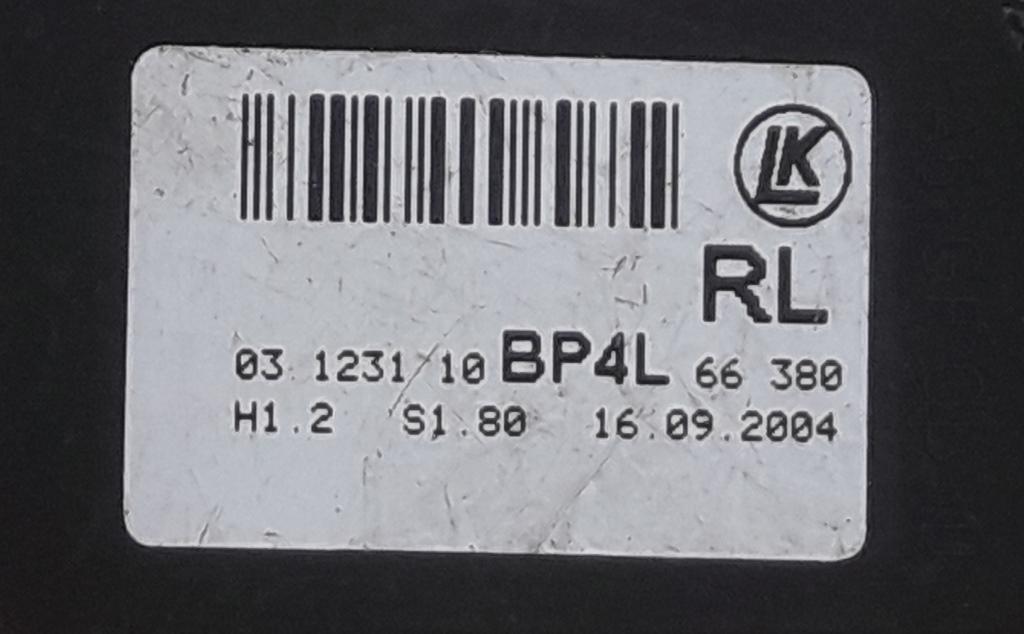 LK
RL
03 1231 10 BP4L 66 380
H1.2 S1.80 16.09.2004